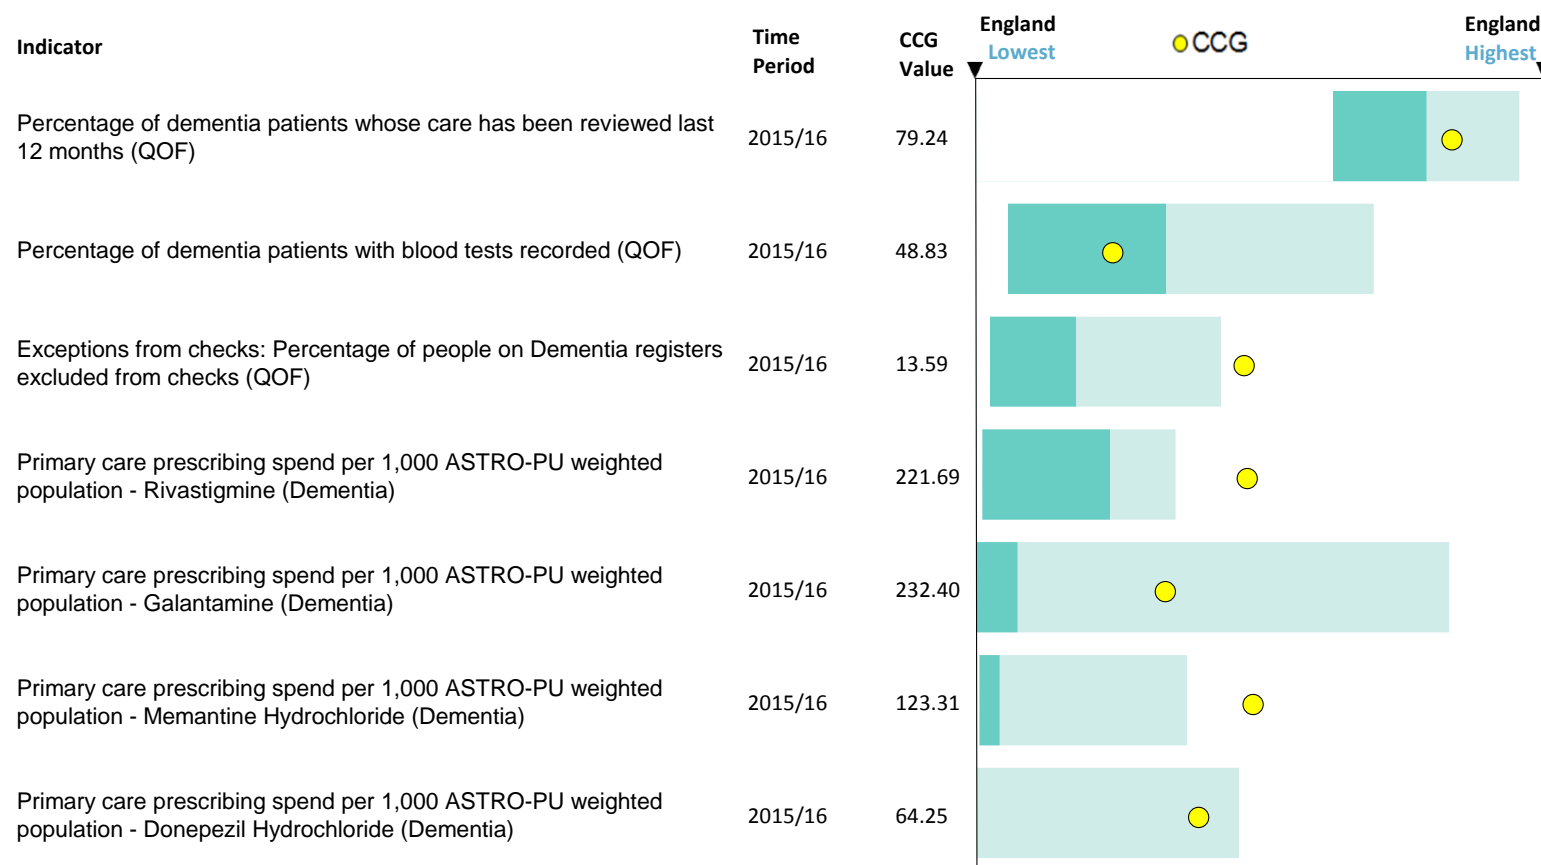 Indicator
Time
Period
CCG
Value
England
Lowest
CCG
England
Highest
Percentage of dementia patients whose care has been reviewed last
12 months (QOF)
2015/16
79.24
Percentage of dementia patients with blood tests recorded (QOF)
2015/16
48.83
Exceptions from checks: Percentage of people on Dementia registers
excluded from checks (QOF)
2015/16
13.59
Primary care prescribing spend per 1,000 ASTRO-PU weighted
population - Rivastigmine (Dementia)
2015/16
221.69
Primary care prescribing spend per 1,000 ASTRO-PU weighted
population - Galantamine (Dementia)
2015/16
232.40
Primary care prescribing spend per 1,000 ASTRO-PU weighted
population - Memantine Hydrochloride (Dementia)
2015/16
123.31
Primary care prescribing spend per 1,000 ASTRO-PU weighted
population - Donepezil Hydrochloride (Dementia)
2015/16
64.25